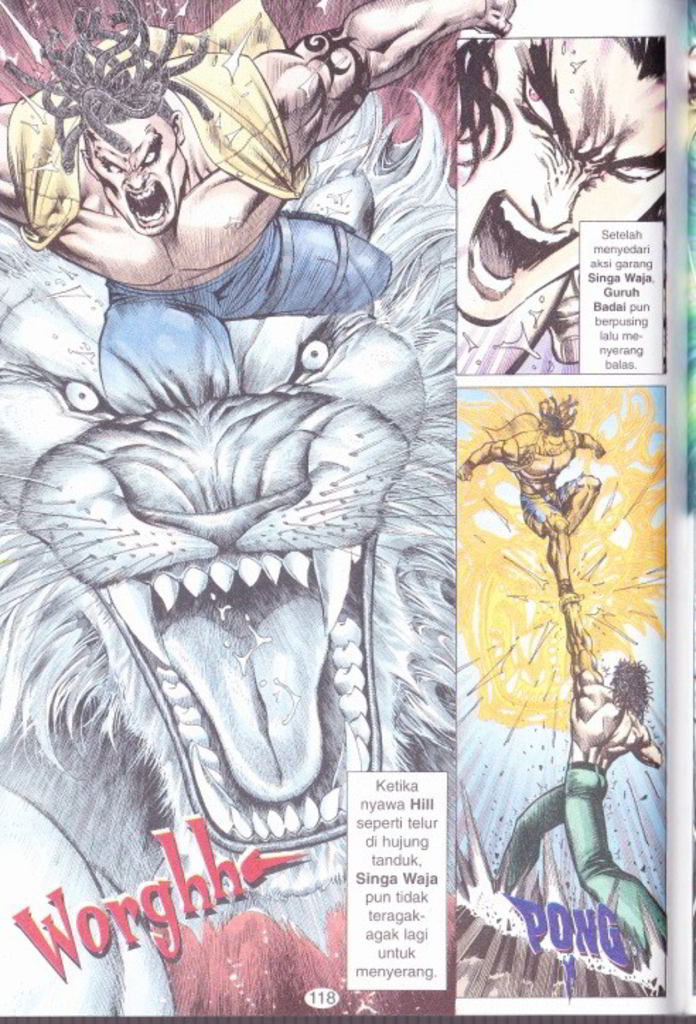 Worghh
Ketika
nyawa Hill
seperti telur
di hujung
tanduk,
Singa Waja
pun tidak
teragak-
agak lagi
untuk
menyerang.
Setelah
menyedari
aksi garang
Singa Waja,
Guruh
Badai pun
berpusing
lalu me-
nyerang
balas.
PONG
118